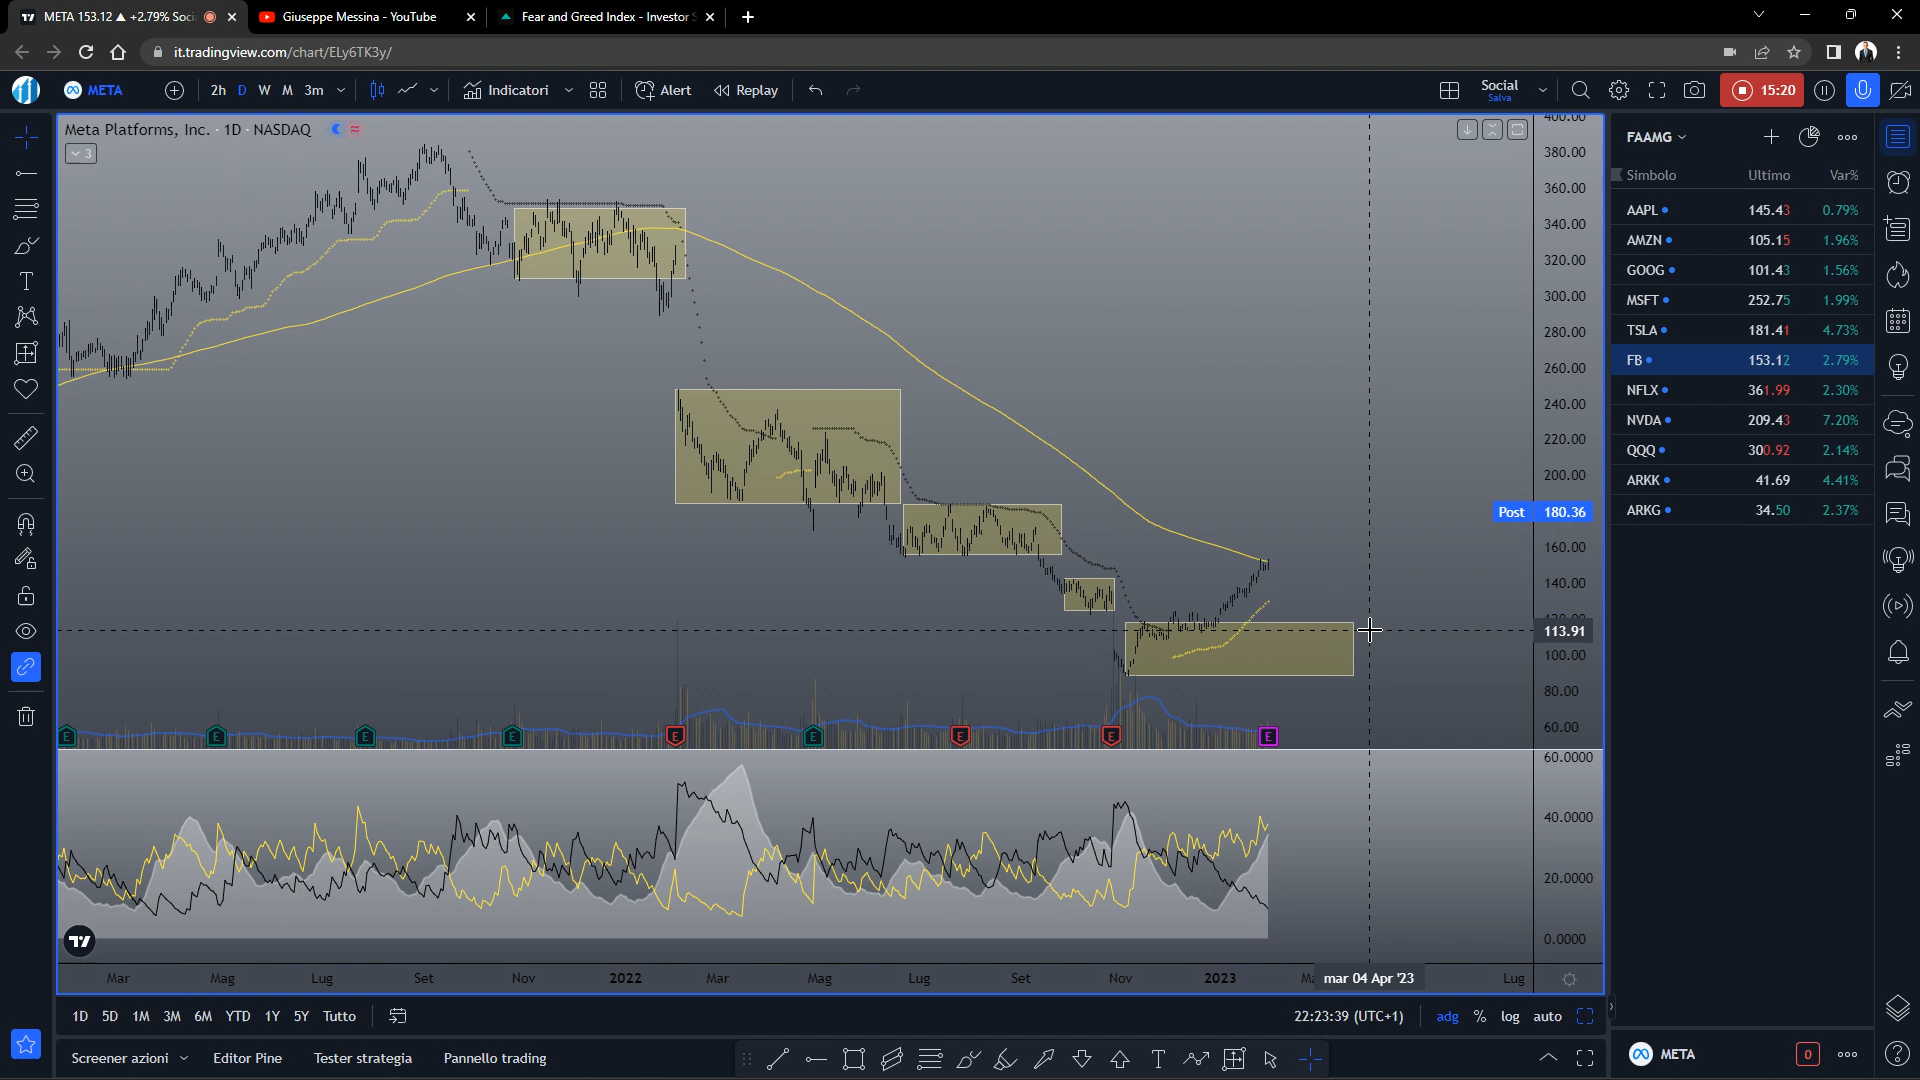 META 153.12 ▲ +2.79% Soci
Giuseppe Messina - YouTube
Fear and Greed Index - Investor S
it.tradingview.com/chart/ELy6TK3y/
META
2h D W M 3m
Indicatori
Alert
Replay
Social
Salva
15:20
Meta Platforms, Inc. · 1D · NASDAQ
3
400.00
380.00
360.00
340.00
320.00
300.00
280.00
260.00
240.00
220.00
200.00
Post 180.36
160.00
140.00
120.00
113.91
100.00
80.00
60.00
E E E E E E E E E
60.0000
40.0000
20.0000
0.0000
Mar Mag Lug Set Nov 2022 Mar Mag Lug Set Nov 2023 mar 04 Apr '23 Lug
1D 5D 1M 3M 6M YTD 1Y 5Y Tutto
22:23:39 (UTC+1)
adg % log auto
Screener azioni
Editor Pine
Tester strategia
Pannello trading
FAAMG
Simbolo Ultimo Var%
AAPL 145.43 0.79%
AMZN 105.15 1.96%
GOOG 101.43 1.56%
MSFT 252.75 1.99%
TSLA 181.41 4.73%
FB 153.12 2.79%
NFLX 361.99 2.30%
NVDA 209.43 7.20%
QQQ 300.92 2.14%
ARKK 41.69 4.41%
ARKG 34.50 2.37%
META
0